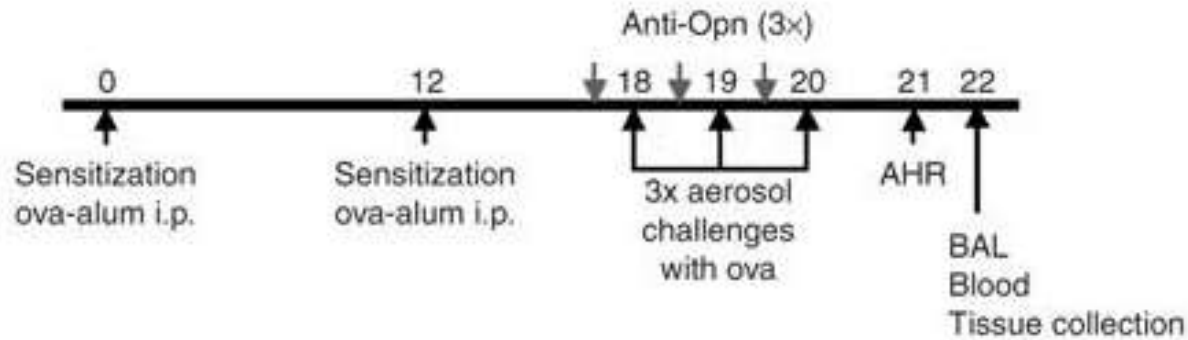 Anti-Opn (3×)
0 12 18 19 20 21 22
Sensitization
ova-alum i.p.
Sensitization
ova-alum i.p.
3x aerosol
challenges
with ova
AHR
BAL
Blood
Tissue collection